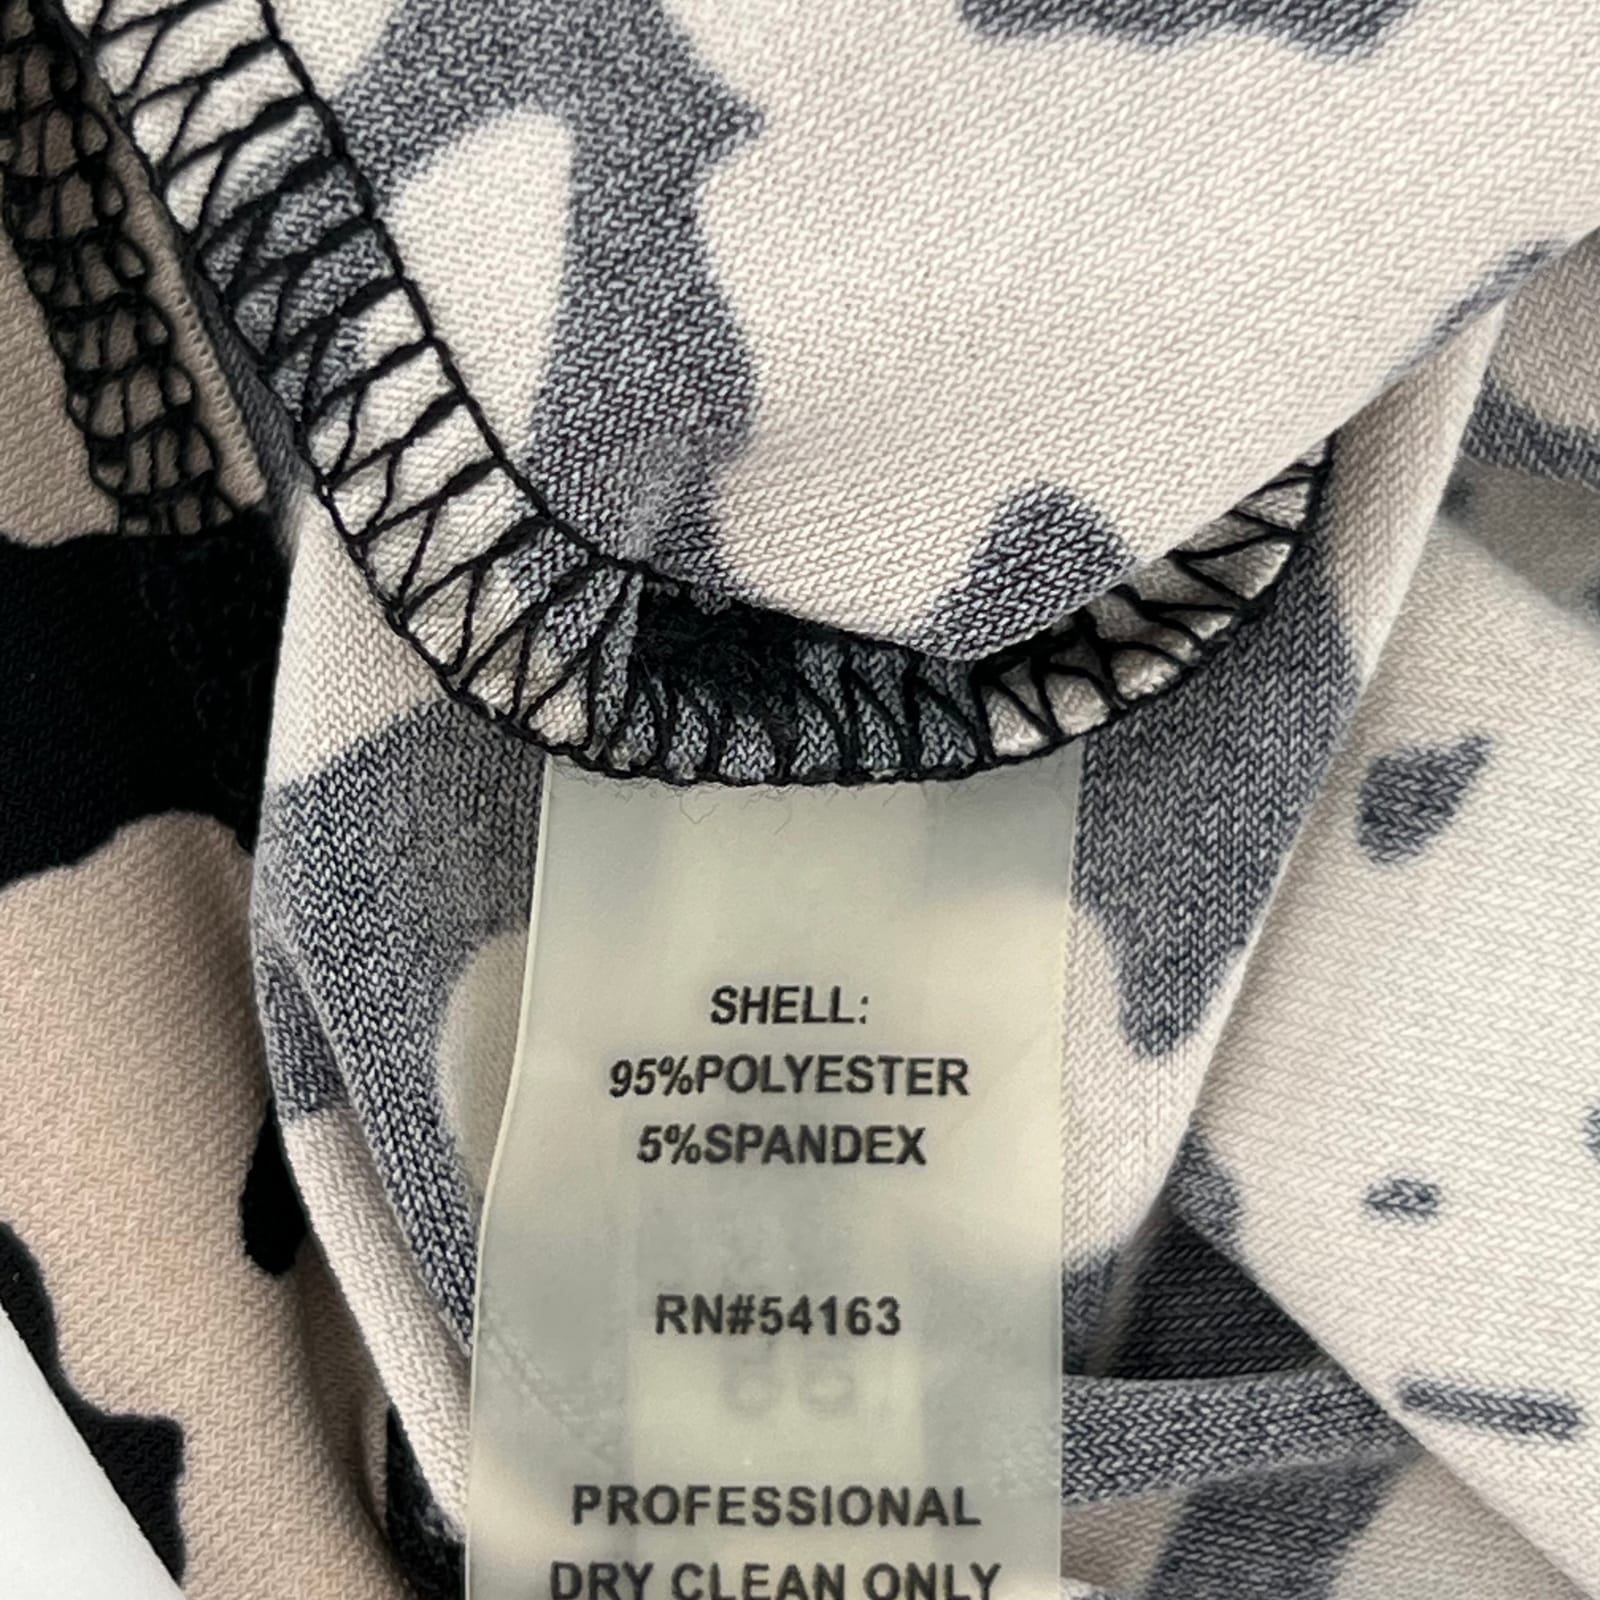 SHELL:
95%POLYESTER
5%SPANDEX
RN#54163
PROFESSIONAL
DRY CLEAN ONLY